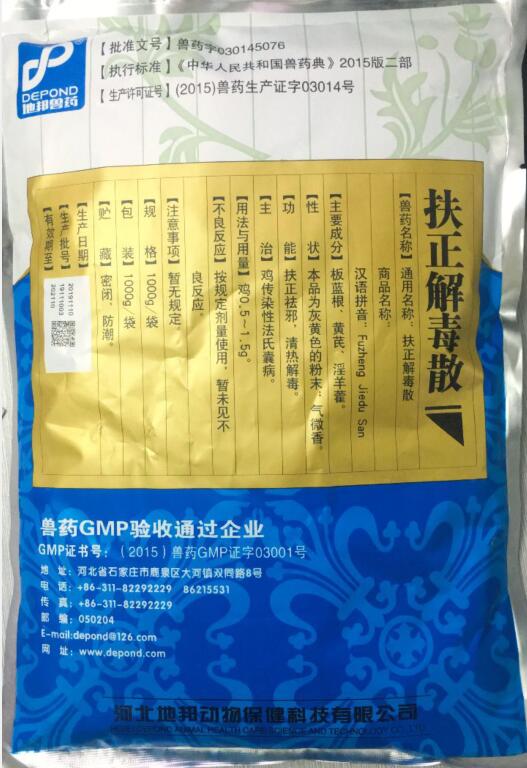 DEPOND
地邦兽药
【批准文号】兽药字030145076
【执行标准】《中华人民共和国兽药典》2015版二部
【生产许可证号】(2015)兽药生产证字03014号
扶正解毒散
【兽药名称】通用名称：扶正解毒散
商品名称：
汉语拼音：Fuzheng Jiedu San
【主要成分】板蓝根、黄芪、淫羊藿。
【性 状】本品为灰黄色的粉末；气微香。
【功 能】扶正祛邪，清热解毒。
【主 治】鸡传染性法氏囊病。
【用法与用量】鸡0.5～1.5g。
【不良反应】按规定剂量使用，暂未见不
良反应。
【注意事项】暂无规定
【规 格】1000g/袋
【包 装】1000g/袋
【贮 藏】密闭，防潮。
【生产日期】20191110
【生产批号】19111003
【有效期至】202110
兽药GMP验收通过企业
GMP证书号：（2015）兽药GMP证字03001号
地 址：河北省石家庄市鹿泉区大河镇双同路8号
电 话：+86-311-82292229 86215531
传 真：+86-311-82292229
邮 编：050204
E-mail:depond@126.com
网 址：www.depond.com
河北地邦动物保健科技有限公司
HEBEI DEPOND ANIMAL HEALTH CARE SCIENCE AND TECHNOLOGY CO., LTD